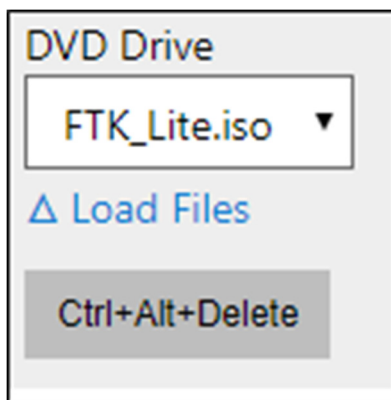 DVD Drive
FTK_Lite.iso ▼
Δ Load Files
Ctrl+Alt+Delete